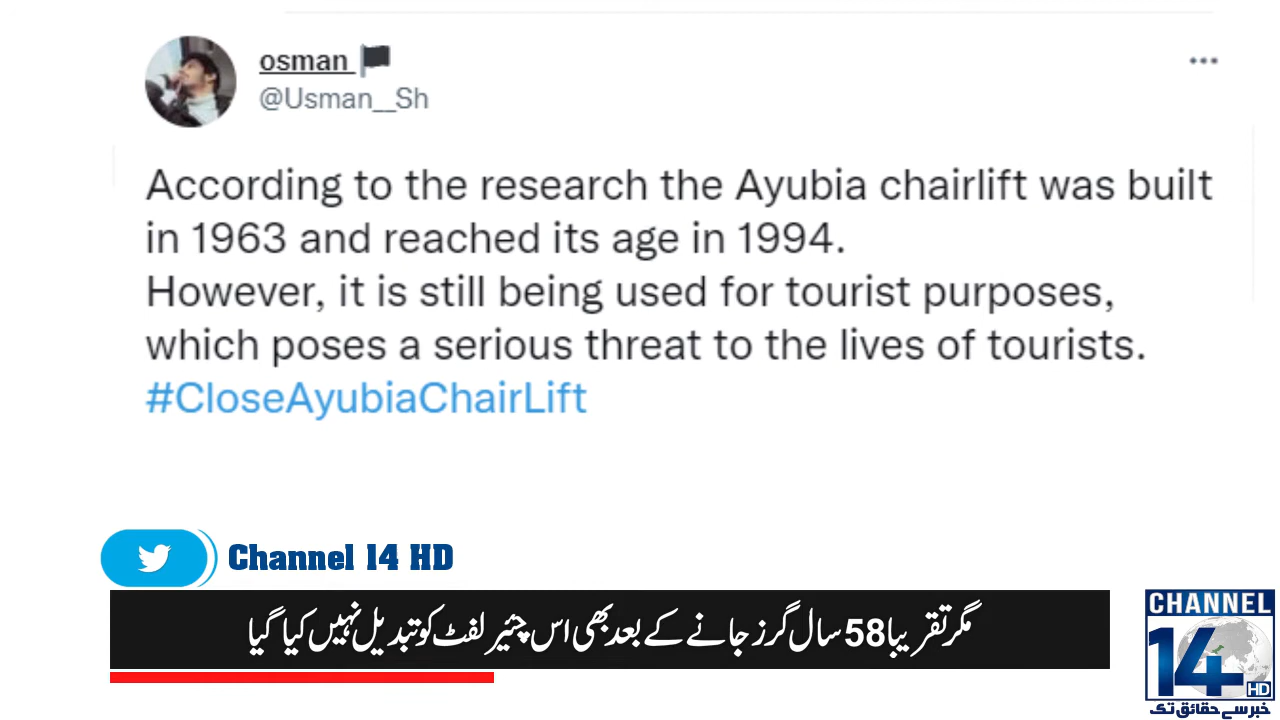 osman 🏴
@Usman__Sh
According to the research the Ayubia chairlift was built
in 1963 and reached its age in 1994.
However, it is still being used for tourist purposes,
which poses a serious threat to the lives of tourists.
#CloseAyubiaChairLift
Channel 14 HD
مگر تقریبا 58 سال گرز جانے کے بعد بھی اس چئیر لفٹ کو تبدیل نہیں کیا گیا
CHANNEL
14
HD
خبر سے حقائق تک